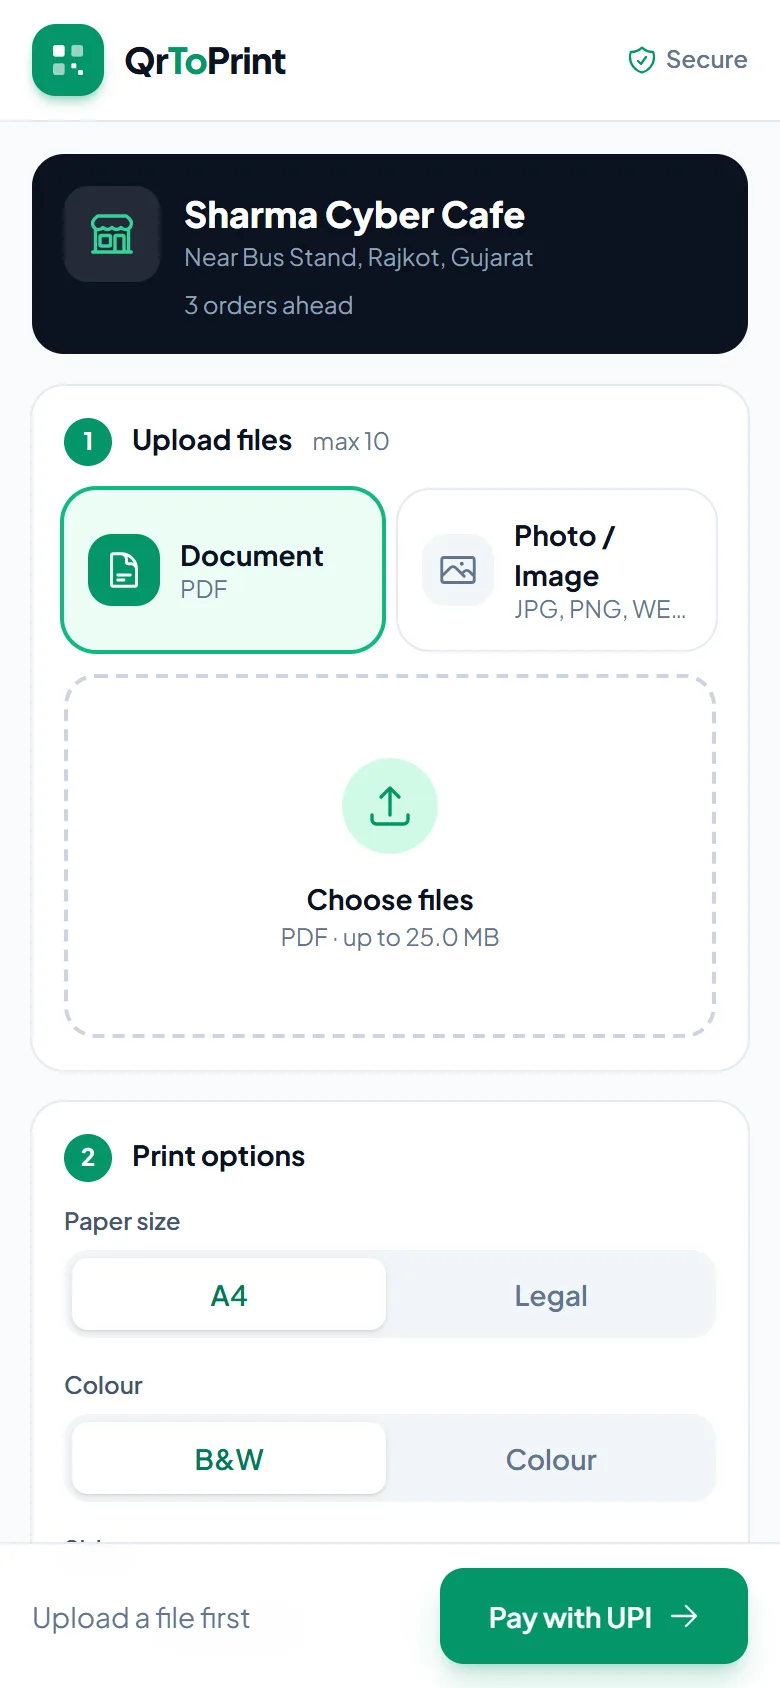 QrToPrint
Secure
Sharma Cyber Cafe
Near Bus Stand, Rajkot, Gujarat
3 orders ahead
1 Upload files max 10
Document
PDF
Photo /
Image
JPG, PNG, WE...
Choose files
PDF · up to 25.0 MB
2 Print options
Paper size
A4 Legal
Colour
B&W Colour
Upload a file first
Pay with UPI →